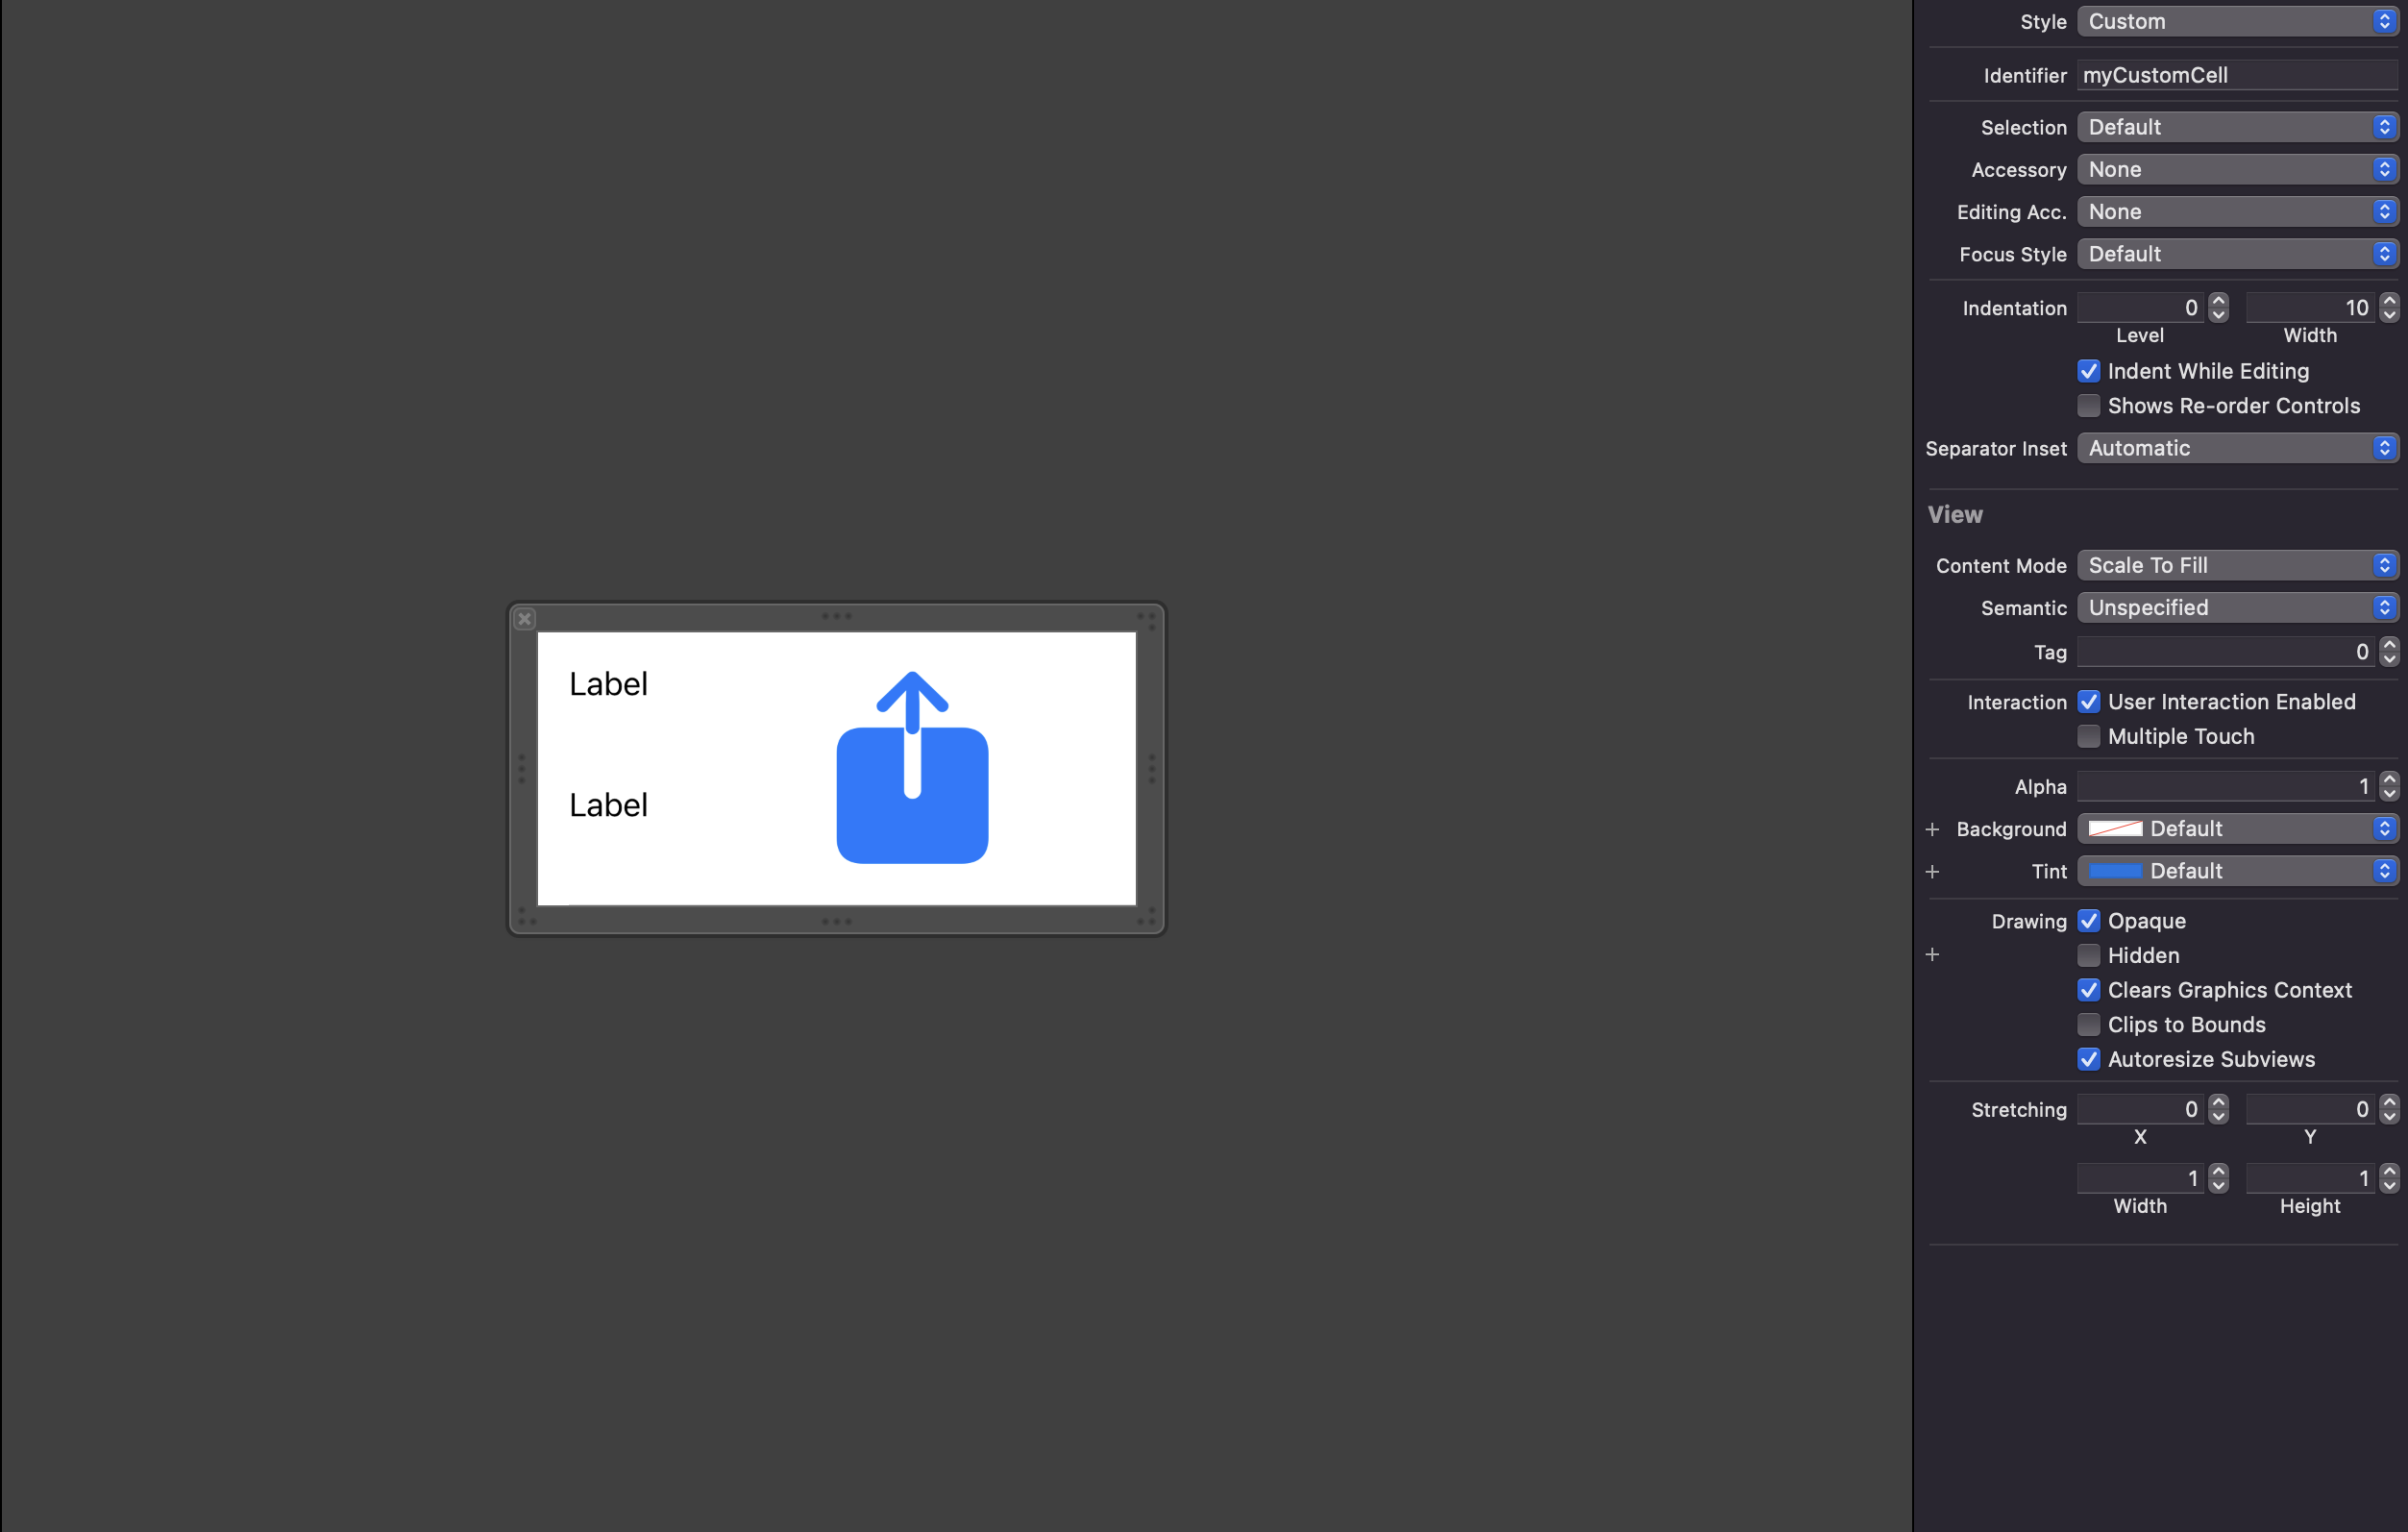 Style Custom
Identifier myCustomCell
Selection Default
Accessory None
Editing Acc. None
Focus Style Default
Indentation 0 10
Level Width
Indent While Editing
Shows Re-order Controls
Separator Inset Automatic
View
Content Mode Scale To Fill
Semantic Unspecified
Tag 0
Interaction User Interaction Enabled
Multiple Touch
Alpha 1
+ Background Default
+ Tint Default
Drawing Opaque
+ Hidden
Clears Graphics Context
Clips to Bounds
Autoresize Subviews
Stretching 0 0
X Y
1 1
Width Height
Label
Label